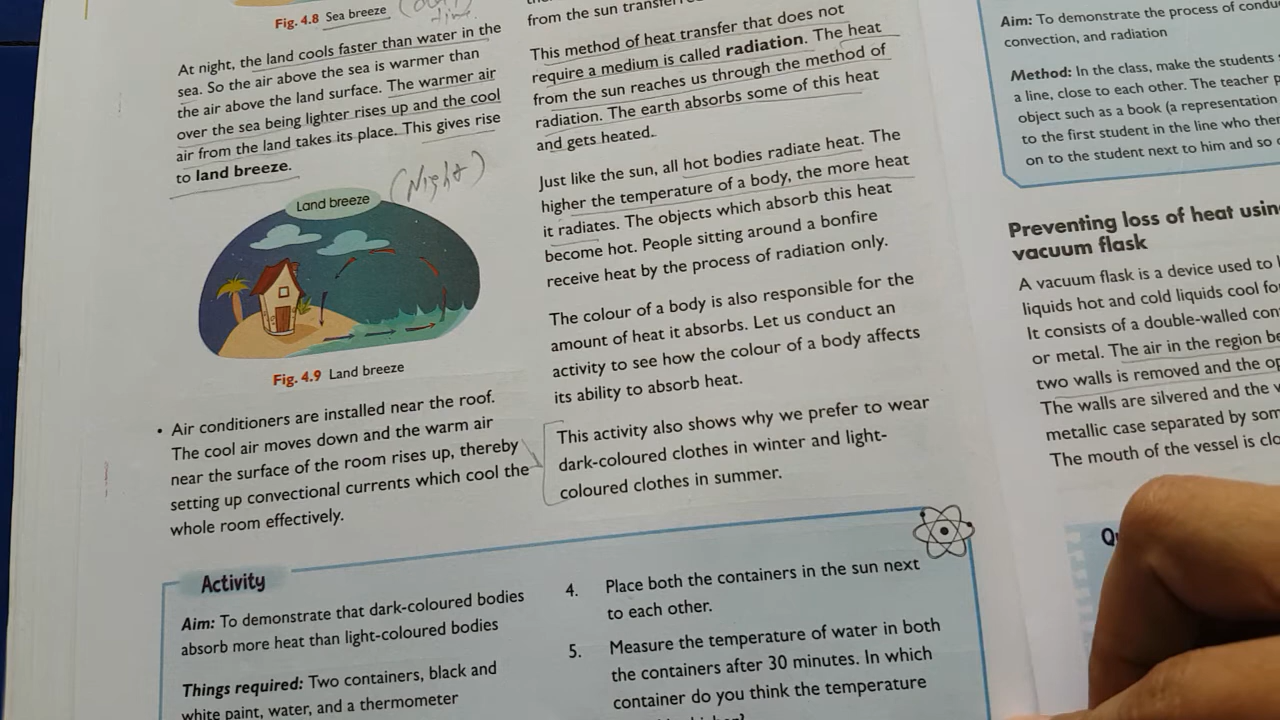 Fig. 4.8 Sea breeze
At night, the land cools faster than water in the
sea. So the air above the sea is warmer than
the air above the land surface. The warmer air
over the sea being lighter rises up and the cool
air from the land takes its place. This gives rise
to land breeze.
(Night)
Land breeze
Fig. 4.9 Land breeze
• Air conditioners are installed near the roof.
The cool air moves down and the warm air
near the surface of the room rises up, thereby
setting up convectional currents which cool the
whole room effectively.
from the sun
This method of heat transfer that does not
require a medium is called radiation. The heat
from the sun reaches us through the method of
radiation. The earth absorbs some of this heat
and gets heated.
Just like the sun, all hot bodies radiate heat. The
higher the temperature of a body, the more heat
it radiates. The objects which absorb this heat
become hot. People sitting around a bonfire
receive heat by the process of radiation only.
The colour of a body is also responsible for the
amount of heat it absorbs. Let us conduct an
activity to see how the colour of a body affects
its ability to absorb heat.
This activity also shows why we prefer to wear
dark-coloured clothes in winter and light-
coloured clothes in summer.
Activity
Aim: To demonstrate that dark-coloured bodies
absorb more heat than light-coloured bodies
Things required: Two containers, black and
white paint, water, and a thermometer
4. Place both the containers in the sun next
to each other.
5. Measure the temperature of water in both
the containers after 30 minutes. In which
container do you think the temperature
Aim: To demonstrate the process of
convection, and radiation
Method: In the class, make the students
a line, close to each other. The teacher
object such as a book (a representation
to the first student in the line who
on to the student next to him and so
Preventing loss of heat
vacuum flask
A vacuum flask is a device used to
liquids hot and cold liquids cool
It consists of a double-walled
or metal. The air in the region
two walls is removed and the
The walls are silvered and the
metallic case separated by
The mouth of the vessel is